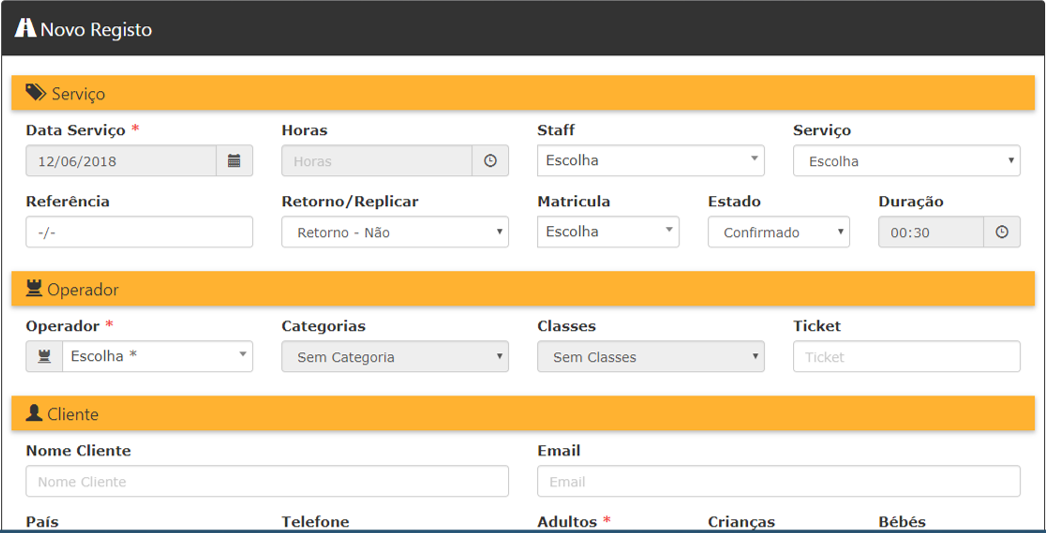 Novo Registo
Serviço
Data Serviço * Horas Staff Serviço
12/06/2018 Horas Escolha Escolha
Referência Retorno/Replicar Matricula Estado Duração
-/- Retorno - Não Escolha Confirmado 00:30
Operador
Operador * Categorias Classes Ticket
Escolha * Sem Categoria Sem Classes Ticket
Cliente
Nome Cliente Email
Nome Cliente Email
País Telefone Adultos * Crianças Bébés